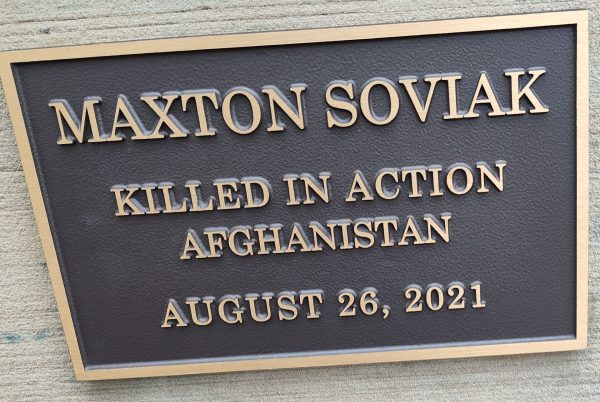 MAXTON SOVIAK
KILLED IN ACTION
AFGHANISTAN
AUGUST 26, 2021